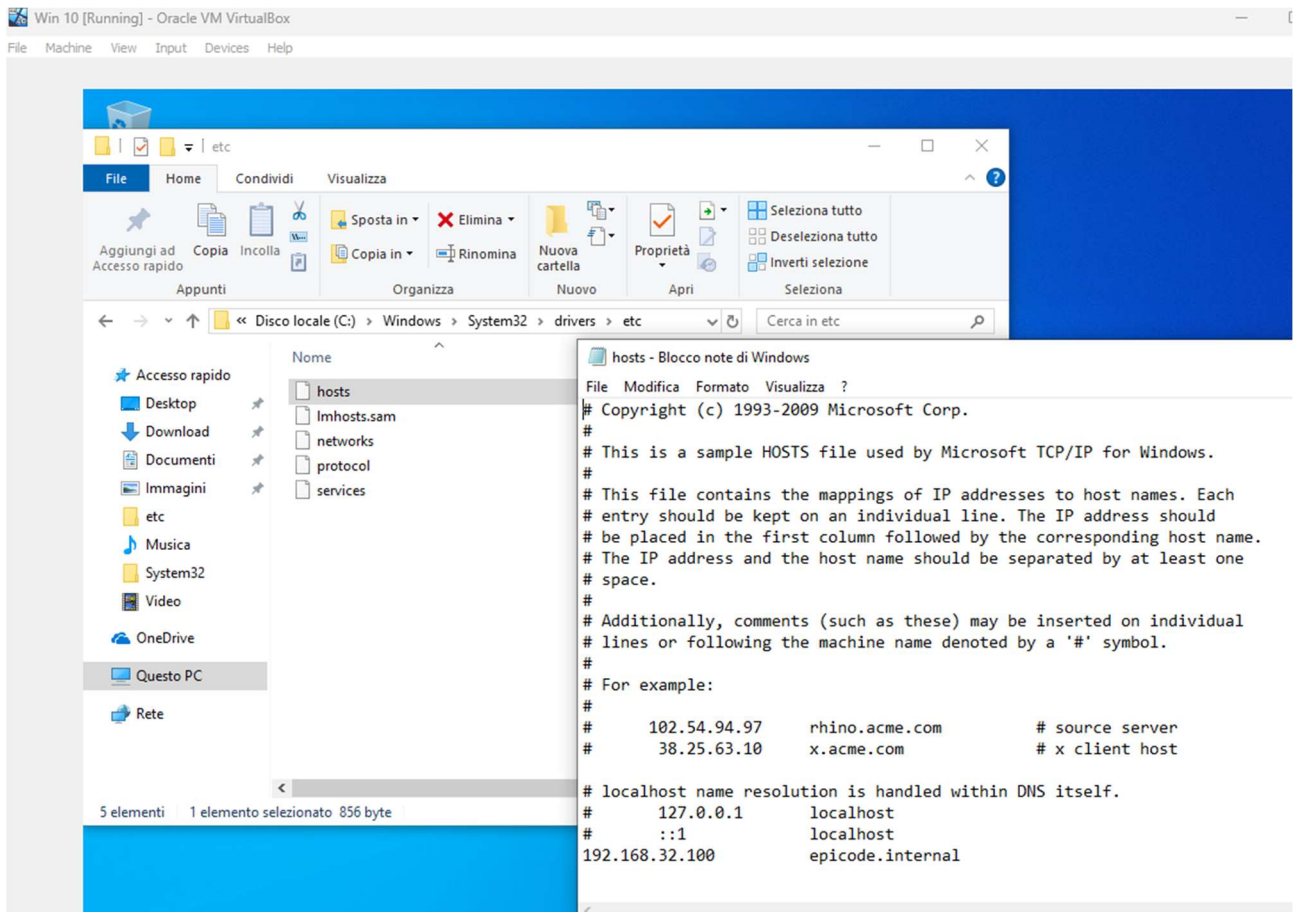 Win 10 [Running] - Oracle VM VirtualBox
File Machine View Input Devices Help
etc
File Home Condividi Visualizza
Aggiungi ad Accesso rapido
Copia
Incolla
Sposta in
Copia in
Elimina
Rinomina
Nuova cartella
Proprietà
Seleziona tutto
Deseleziona tutto
Inverti selezione
Appunti Organizza Nuovo Apri Seleziona
« Disco locale (C:) > Windows > System32 > drivers > etc
Cerca in etc
Accesso rapido
Desktop
Download
Documenti
Immagini
etc
Musica
System32
Video
OneDrive
Questo PC
Rete
Nome
hosts
lmhosts.sam
networks
protocol
services
5 elementi 1 elemento selezionato 856 byte
hosts - Blocco note di Windows
File Modifica Formato Visualizza ?
# Copyright (c) 1993-2009 Microsoft Corp.
#
# This is a sample HOSTS file used by Microsoft TCP/IP for Windows.
#
# This file contains the mappings of IP addresses to host names. Each
# entry should be kept on an individual line. The IP address should
# be placed in the first column followed by the corresponding host name.
# The IP address and the host name should be separated by at least one
# space.
#
# Additionally, comments (such as these) may be inserted on individual
# lines or following the machine name denoted by a '#' symbol.
#
# For example:
#
# 102.54.94.97 rhino.acme.com # source server
# 38.25.63.10 x.acme.com # x client host
# localhost name resolution is handled within DNS itself.
# 127.0.0.1 localhost
# ::1 localhost
192.168.32.100 epicode.internal